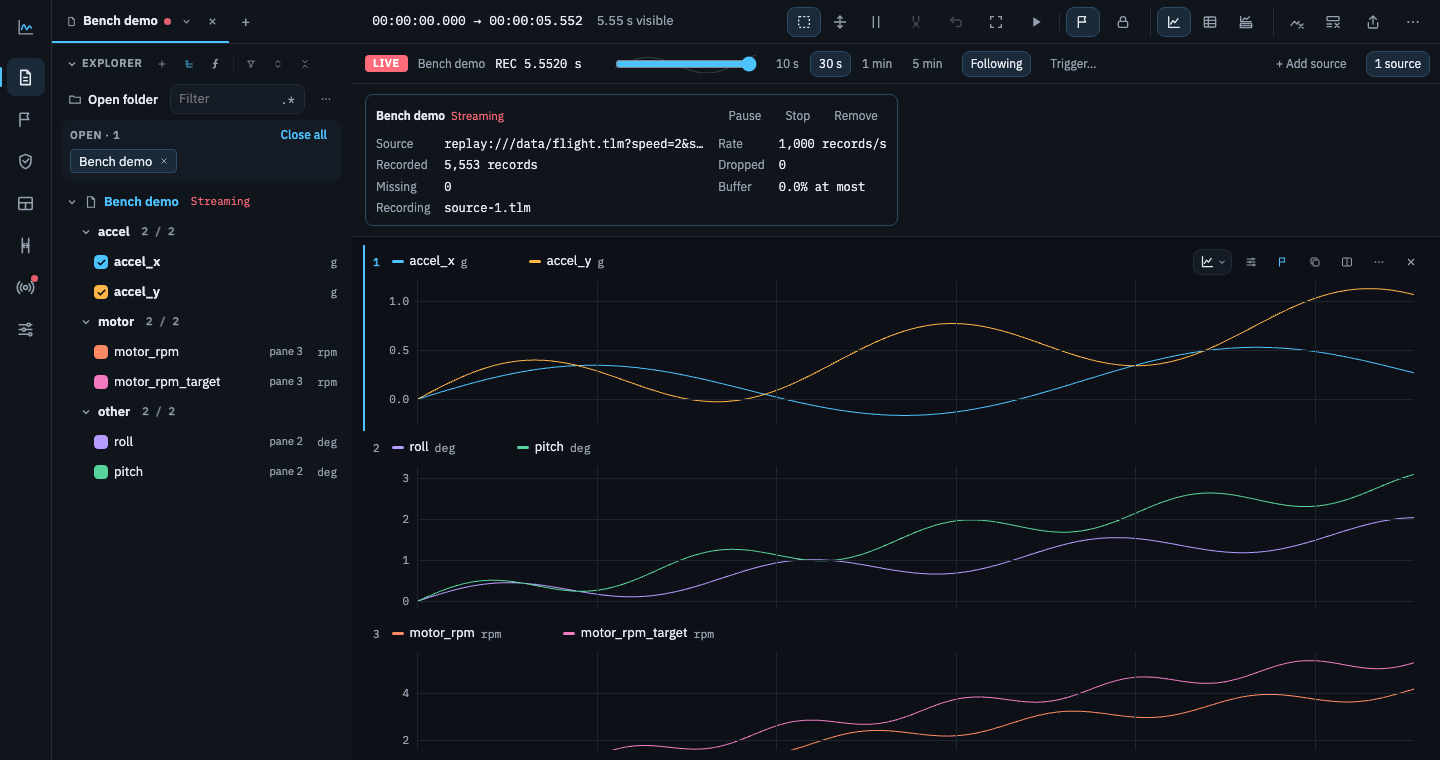 Bench demo
00:00:00.000 → 00:00:05.552 5.55 s visible
EXPLORER
LIVE Bench demo REC 5.5520 s 10 s 30 s 1 min 5 min Following Trigger... + Add source 1 source
Open folder Filter .*
OPEN · 1 Close all
Bench demo ×
Bench demo Streaming
accel 2 / 2
accel_x g
accel_y g
motor 2 / 2
motor_rpm pane 3 rpm
motor_rpm_target pane 3 rpm
other 2 / 2
roll pane 2 deg
pitch pane 2 deg
Bench demo Streaming Pause Stop Remove
Source replay:///data/flight.tlm?speed=2&s… Rate 1,000 records/s
Recorded 5,553 records Dropped 0
Missing 0 Buffer 0.0% at most
Recording source-1.tlm
1 accel_x g accel_y g
1.0
0.5
0.0
2 roll deg pitch deg
3
2
1
0
3 motor_rpm rpm motor_rpm_target rpm
4
2